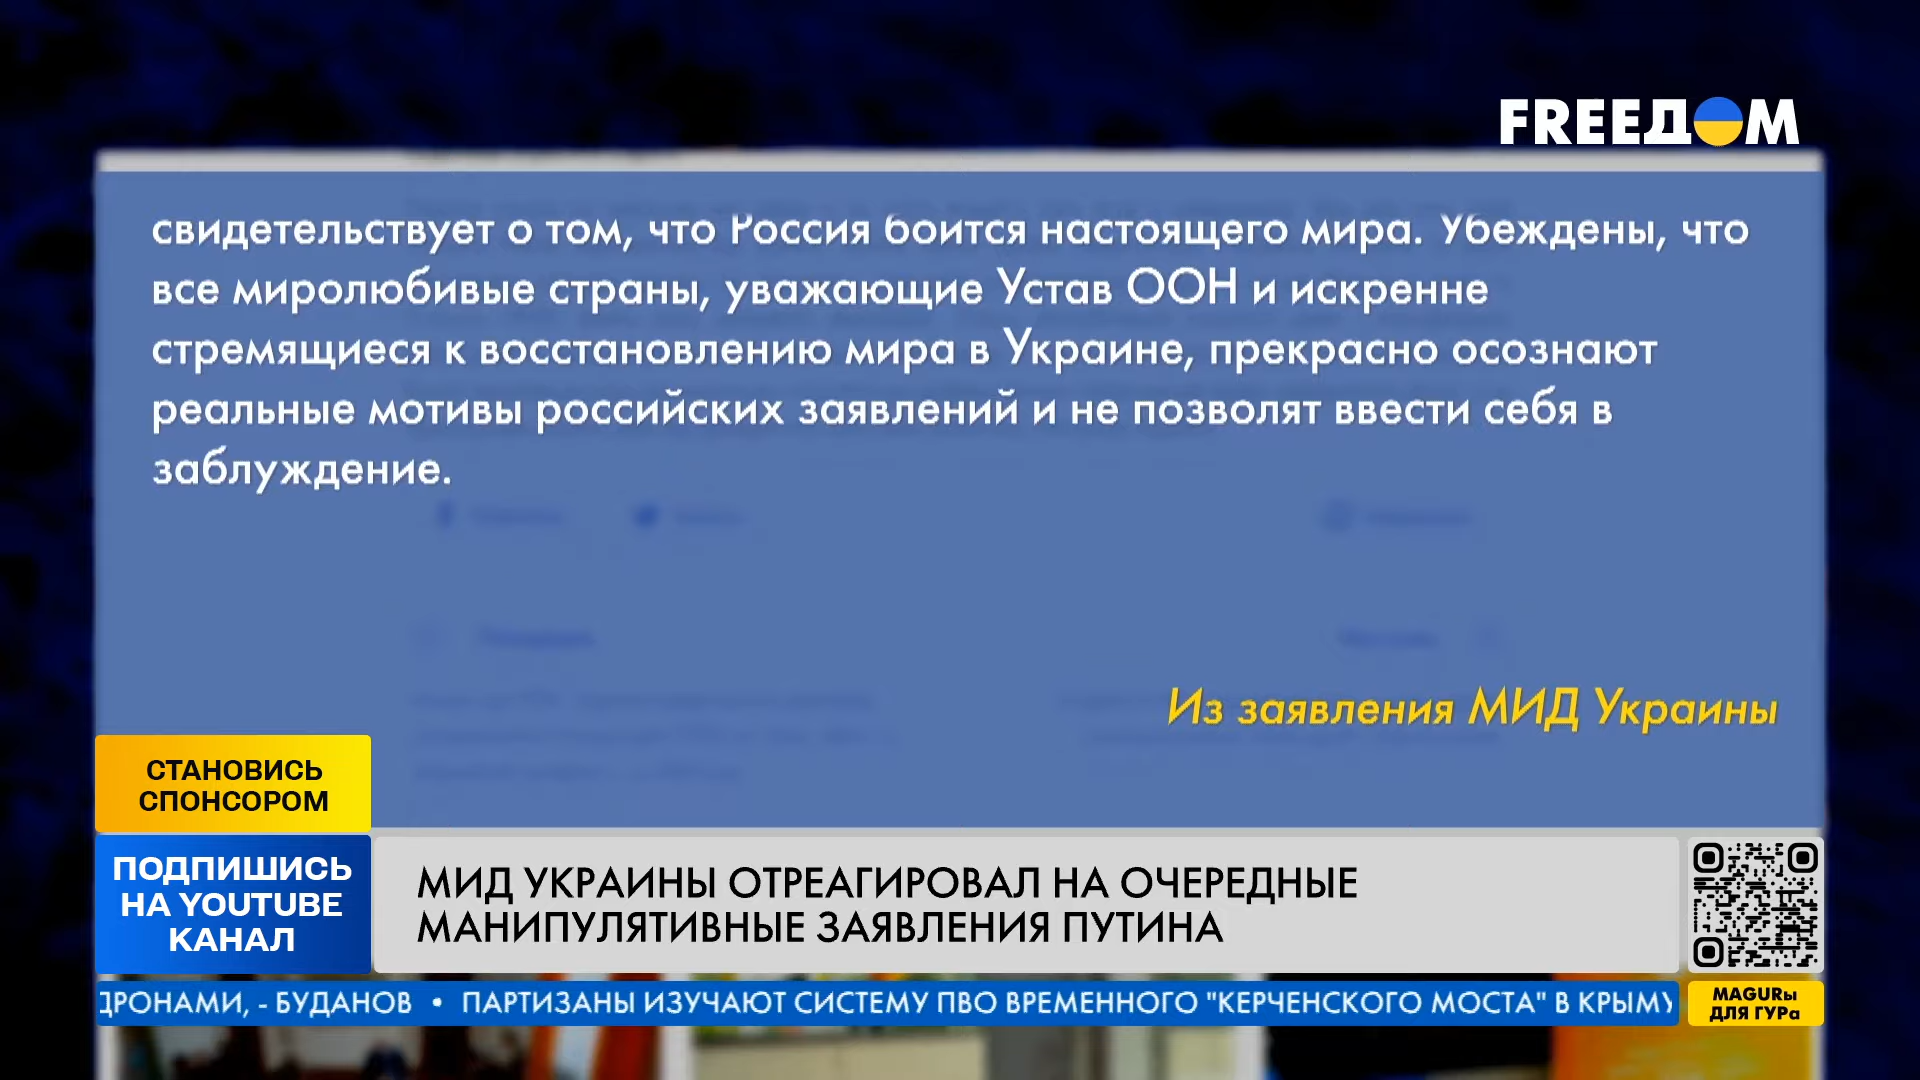 FREEДOM
свидетельствует о том, что Россия боится настоящего мира. Убеждены, что
все миролюбивые страны, уважающие Устав ООН и искренне
стремящиеся к восстановлению мира в Украине, прекрасно осознают
реальные мотивы российских заявлений и не позволят ввести себя в
заблуждение.
Из заявления МИД Украины
СТАНОВИСЬ
СПОНСОРОМ
ПОДПИШИСЬ
НА YOUTUBE
КАНАЛ
МИД УКРАИНЫ ОТРЕАГИРОВАЛ НА ОЧЕРЕДНЫЕ
МАНИПУЛЯТИВНЫЕ ЗАЯВЛЕНИЯ ПУТИНА
ДРОНАМИ, - БУДАНОВ • ПАРТИЗАНЫ ИЗУЧАЮТ СИСТЕМУ ПВО ВРЕМЕННОГО "КЕРЧЕНСКОГО МОСТА" В КРЫМУ
MAGURы
ДЛЯ ГУРа